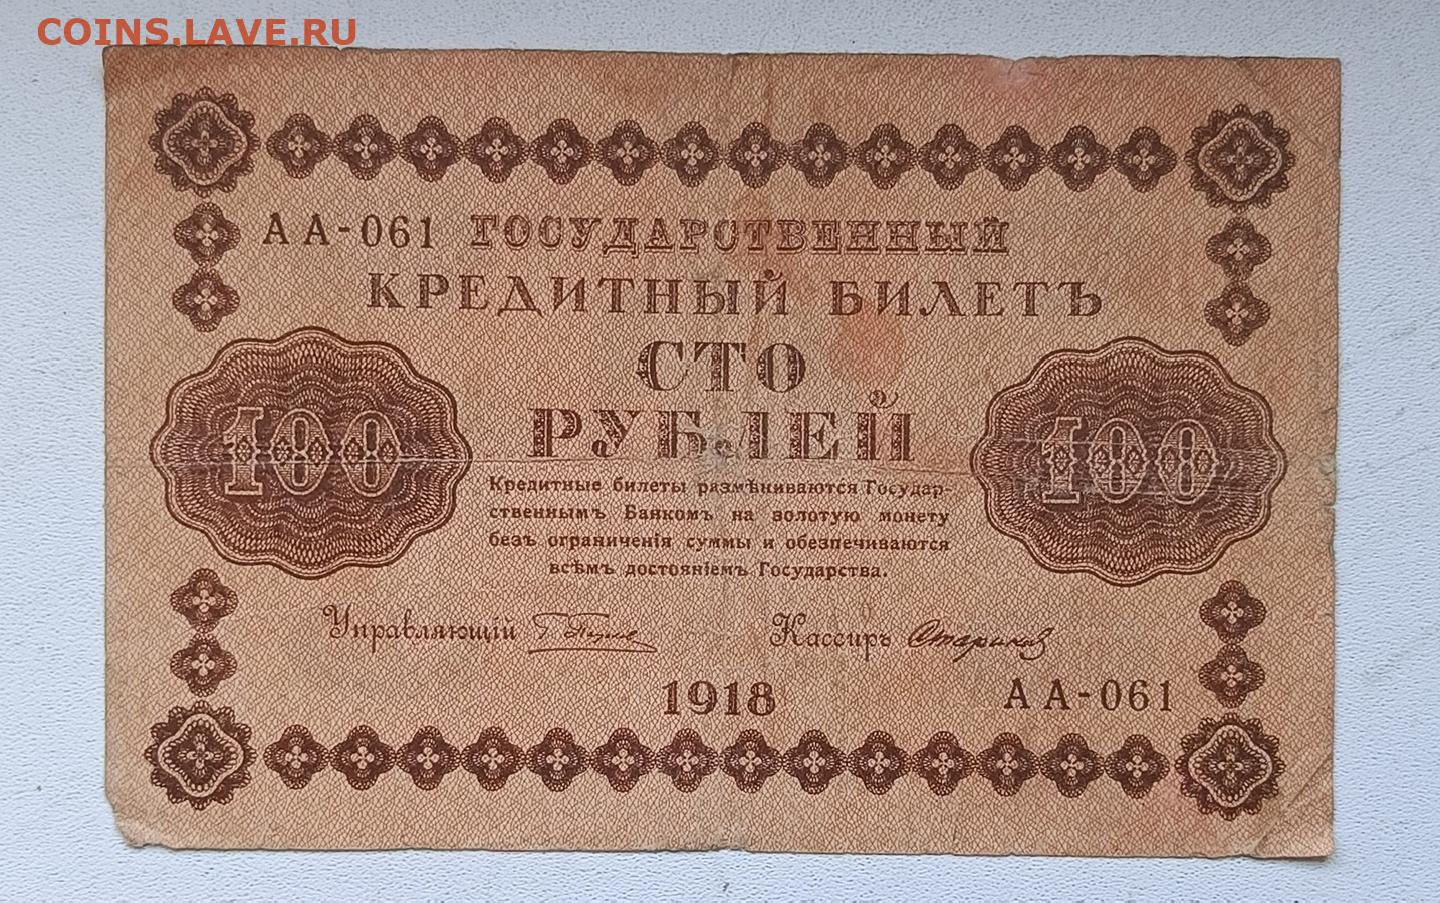 COINS.LAVE.RU
АА-061 ГОСУДАРСТВЕННЫЙ
КРЕДИТНЫЙ БИЛЕТЪ
СТО
РУБЛЕЙ
100
100
Кредитные билеты размѣниваются Государ-
ственнымъ Банкомъ на золотую монету
безъ ограниченія суммы и обезпечиваются
всѣмъ достояніемъ Государства.
Управляющій
Кассиръ Стариковъ
1918
АА-061